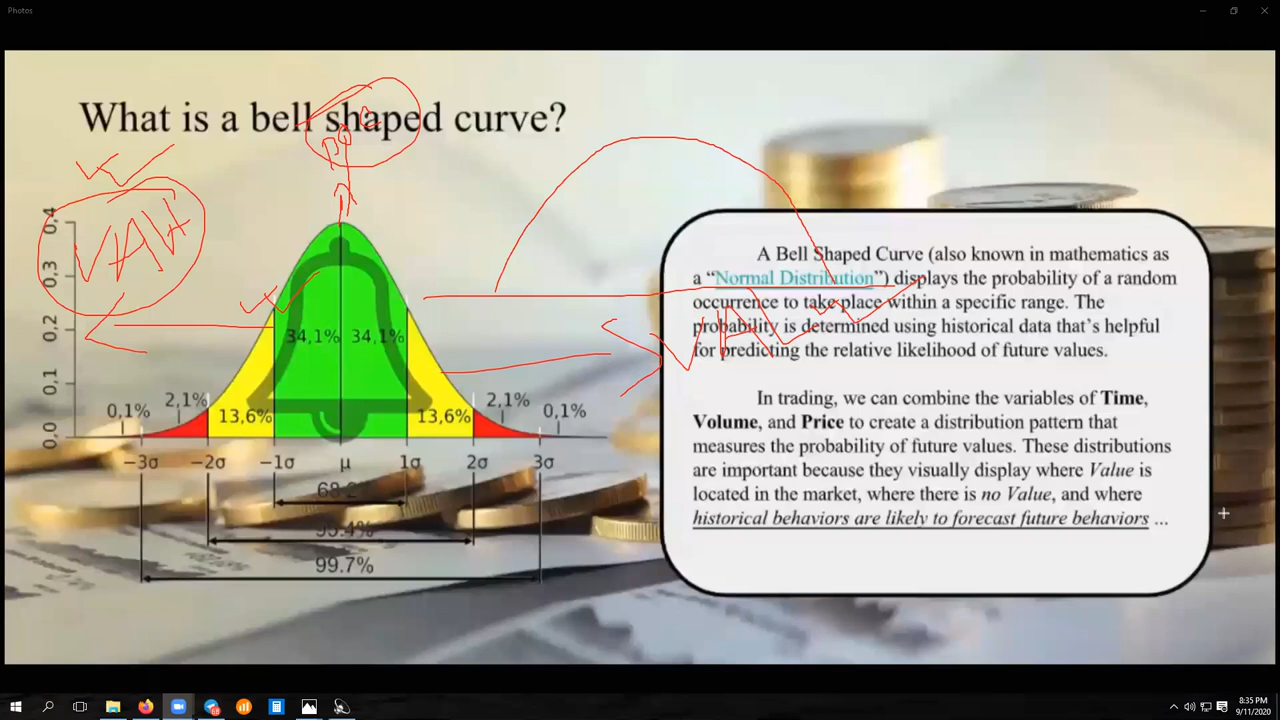 Photos
What is a bell shaped curve?
POC
VAH
VAL
0,4
0,3
0,2
0,1
0,0
34,1% 34,1%
0,1% 2,1% 13,6% 13,6% 2,1% 0,1%
−3σ −2σ −1σ μ 1σ 2σ 3σ
99.7%
A Bell Shaped Curve (also known in mathematics as
a “Normal Distribution”) displays the probability of a random
occurrence to take place within a specific range. The
probability is determined using historical data that’s helpful
for predicting the relative likelihood of future values.
In trading, we can combine the variables of Time,
Volume, and Price to create a distribution pattern that
measures the probability of future values. These distributions
are important because they visually display where Value is
located in the market, where there is no Value, and where
historical behaviors are likely to forecast future behaviors ...
8:35 PM
9/11/2020